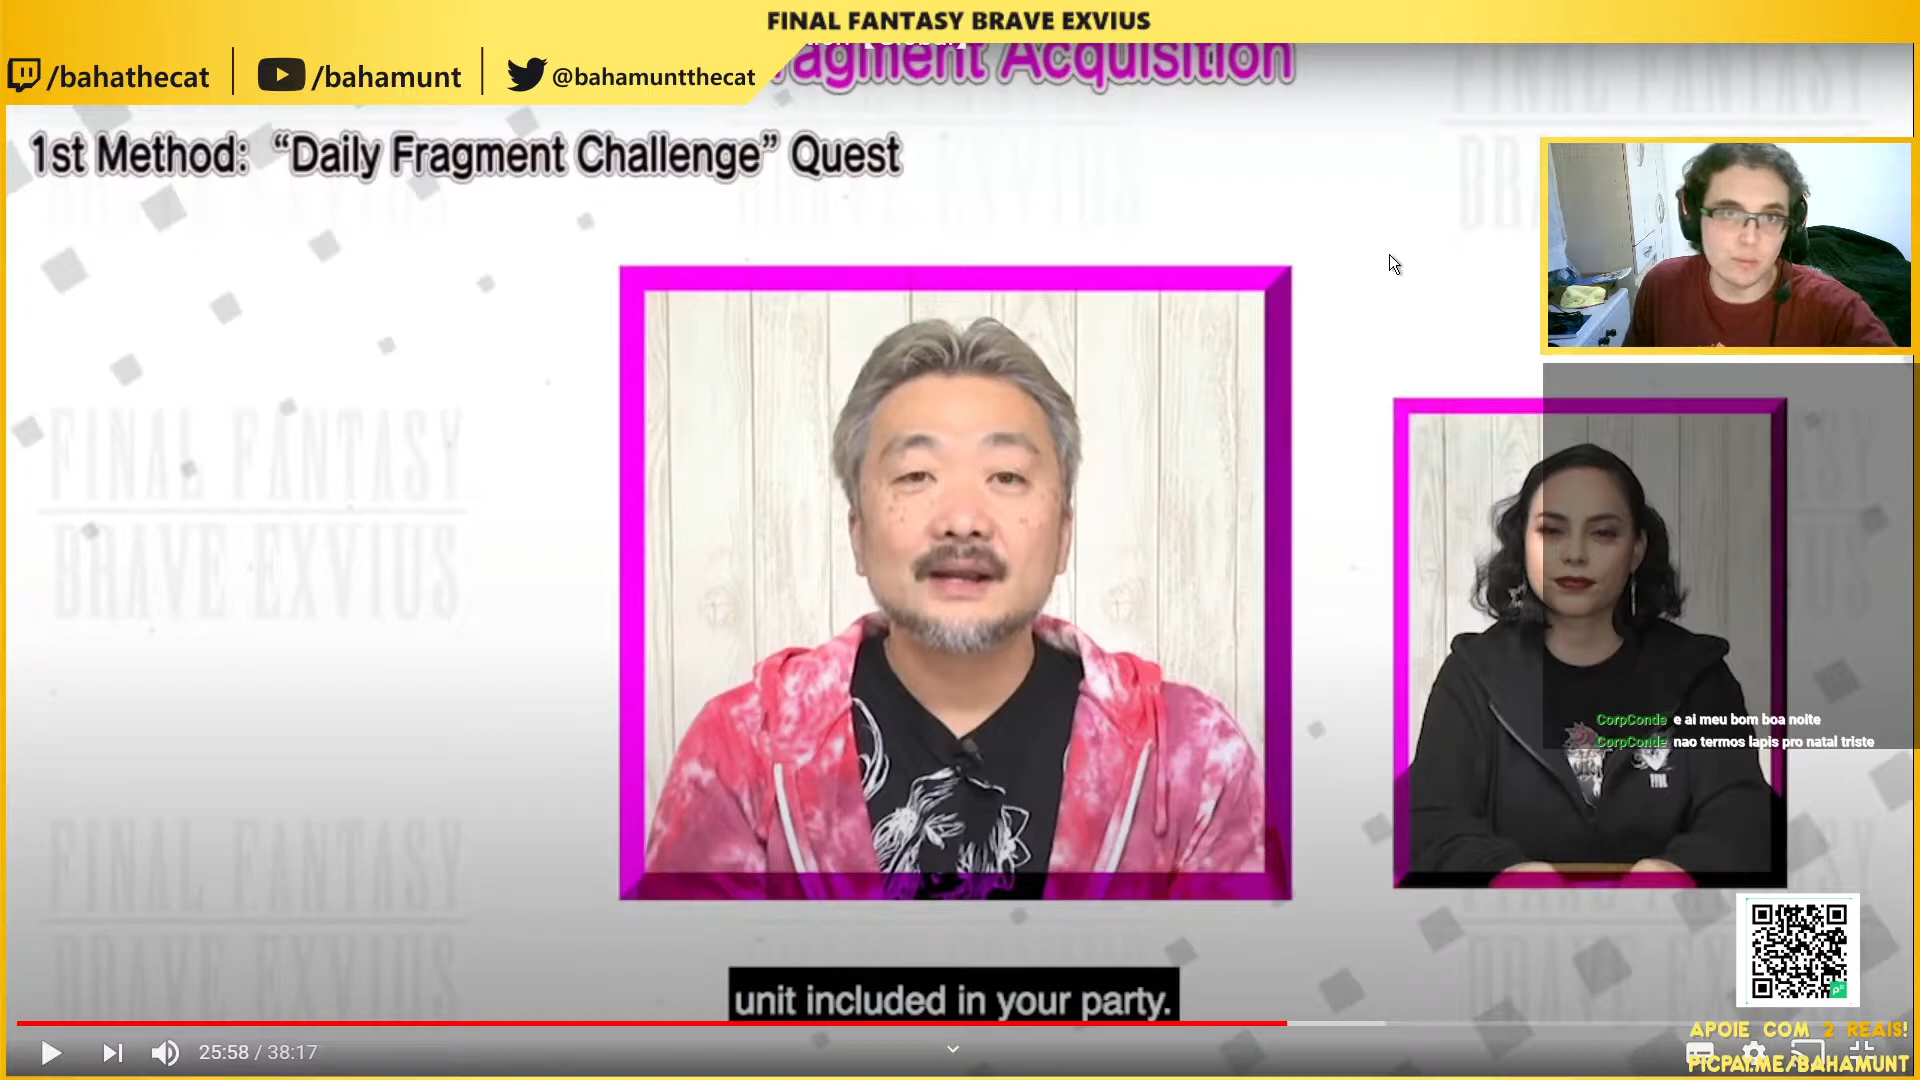 FINAL FANTASY BRAVE EXVIUS
/bahathecat
/bahamunt
@bahamuntthecat
Acquisition
1st Method: “Daily Fragment Challenge” Quest
FINAL FANTASY
BRAVE EXVIUS
FINAL FANTASY
BRAVE EXVIUS
CorpConde e ai meu bom boa noite
CorpConde nao termos lapis pro natal triste
unit included in your party.
25:58 / 38:17
APOIE COM 2 REAIS!
PICPAY.ME/BAHAMUNT